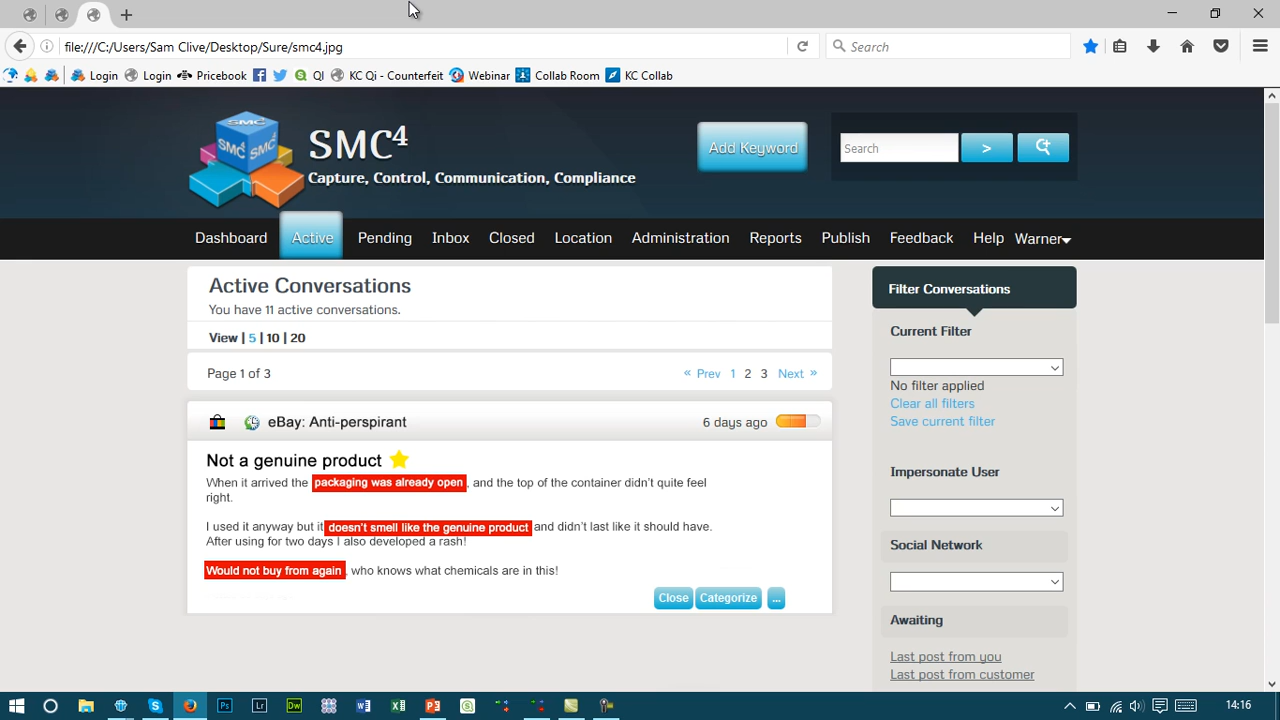 file:///C:/Users/Sam Clive/Desktop/Sure/smc4.jpg
Search
Login
Login
Pricebook
QI
KC Qi - Counterfeit
Webinar
Collab Room
KC Collab
SMC
SMC
SMC
SMC4
Capture, Control, Communication, Compliance
Add Keyword
Search
>
Dashboard
Active
Pending
Inbox
Closed
Location
Administration
Reports
Publish
Feedback
Help
Warner
Active Conversations
You have 11 active conversations.
View | 5 | 10 | 20
Page 1 of 3
« Prev 1 2 3 Next »
eBay: Anti-perspirant
6 days ago
Not a genuine product
When it arrived the packaging was already open, and the top of the container didn't quite feel
right.
I used it anyway but it doesn't smell like the genuine product and didn't last like it should have.
After using for two days I also developed a rash!
Would not buy from again, who knows what chemicals are in this!
Close
Categorize
...
Filter Conversations
Current Filter
No filter applied
Clear all filters
Save current filter
Impersonate User
Social Network
Awaiting
Last post from you
Last post from customer
Ps
Lr
Dw
14:16